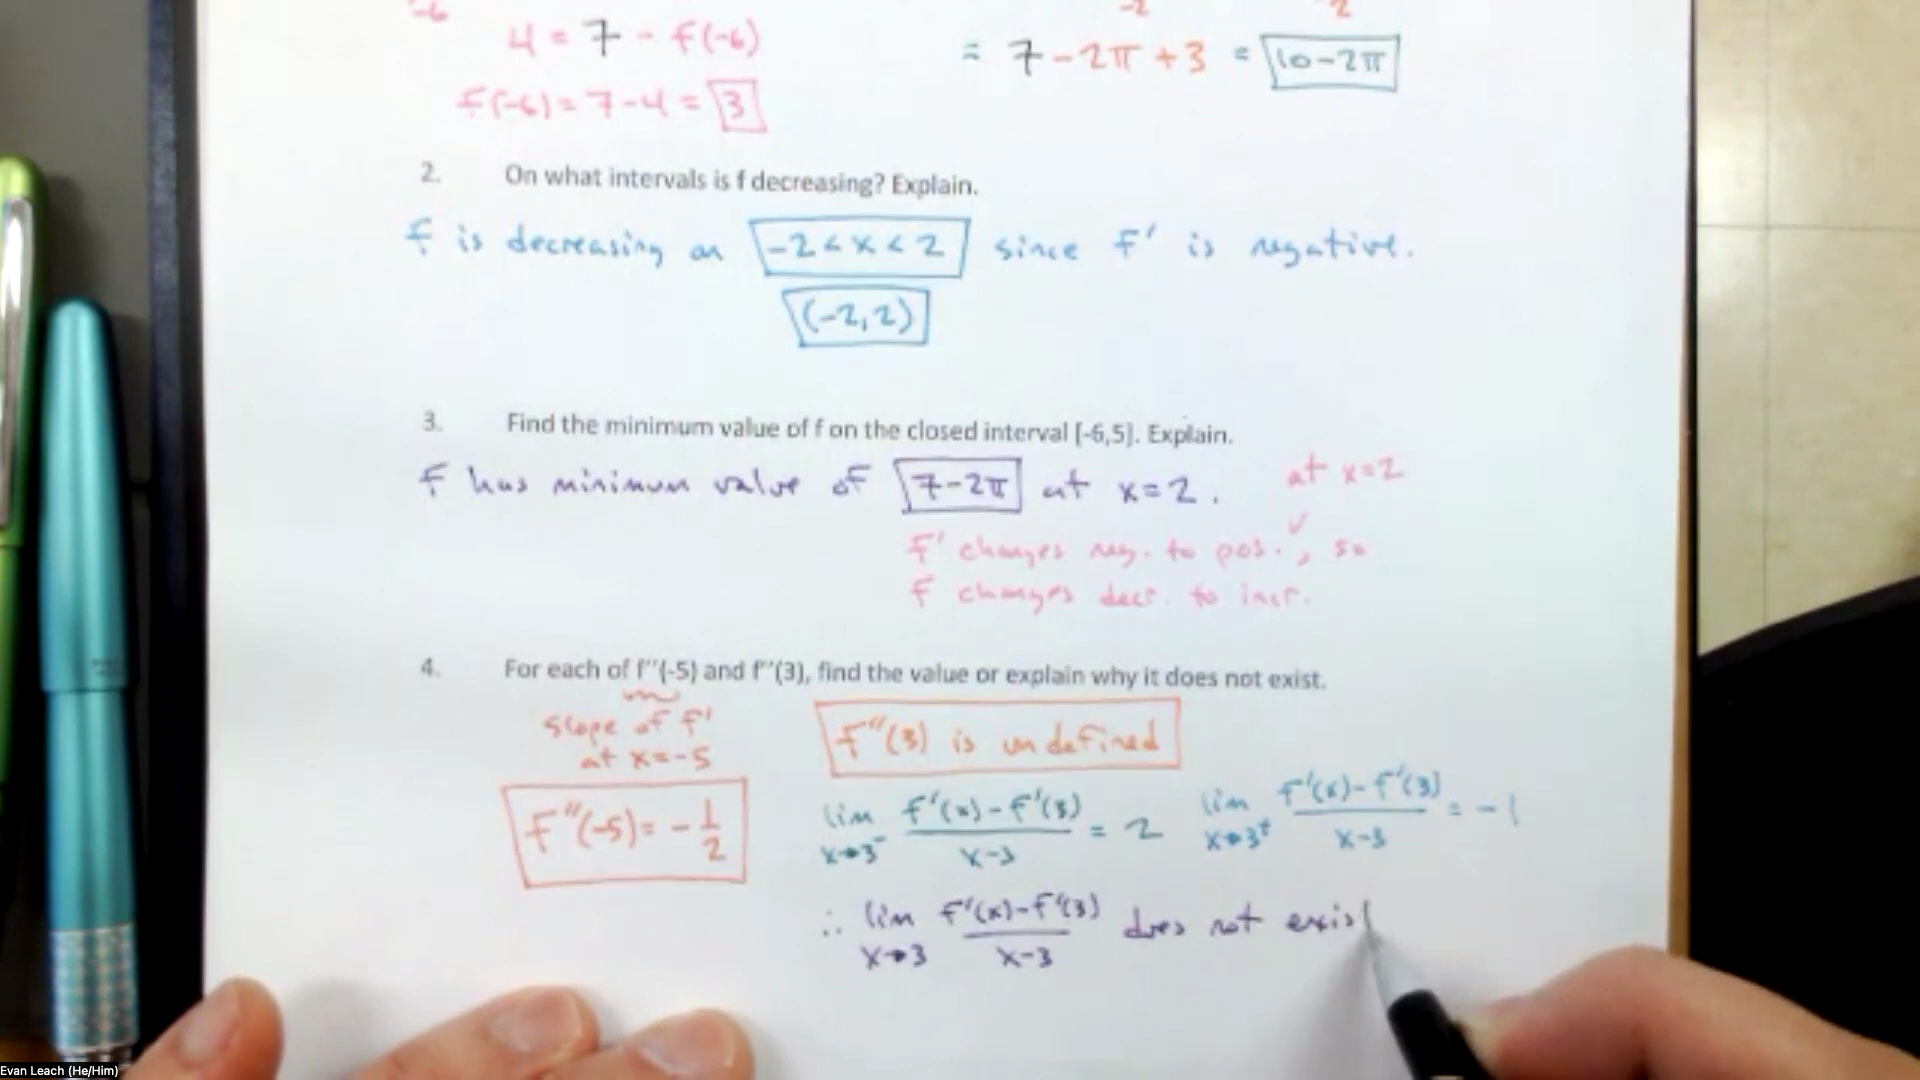 -6
4 = 7 - f(-6)
f(-6) = 7 - 4 = 3
-2
2
= 7 - 2π + 3 = 10 - 2π
2. On what intervals is f decreasing? Explain.
f is decreasing on -2 < x < 2 since f' is negative.
(-2, 2)
3. Find the minimum value of f on the closed interval [-6,5]. Explain.
f has minimum value of 7 - 2π at x = 2.
at x = 2
f' changes neg. to pos. , so
f changes decr. to incr.
4. For each of f''(-5) and f''(3), find the value or explain why it does not exist.
slope of f'
at x = -5
f''(-5) = - 1/2
f''(3) is undefined
lim x→3⁻ f'(x) - f'(3) / x - 3 = 2
lim x→3⁺ f'(x) - f'(3) / x - 3 = -1
∴ lim x→3 f'(x) - f'(3) / x - 3 does not exist
Evan Leach (He/Him)